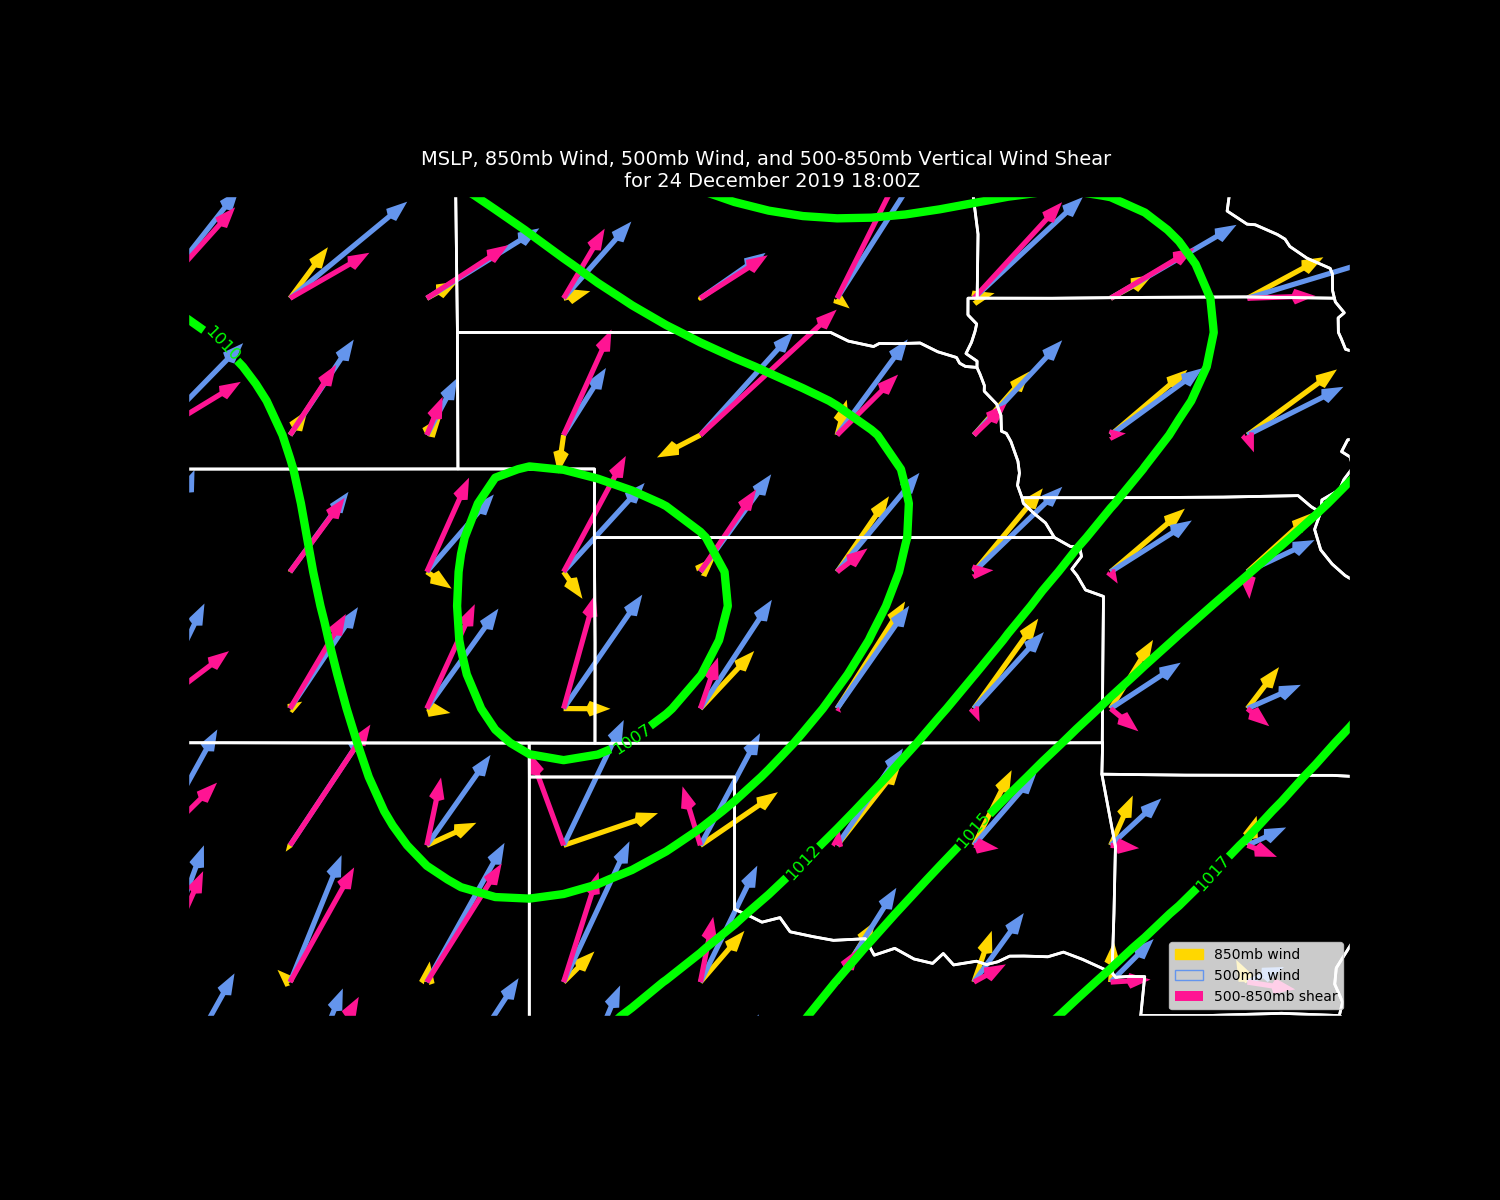 MSLP, 850mb Wind, 500mb Wind, and 500-850mb Vertical Wind Shear
for 24 December 2019 18:00Z
1007
1012
1015
1017
850mb wind
500mb wind
500-850mb shear